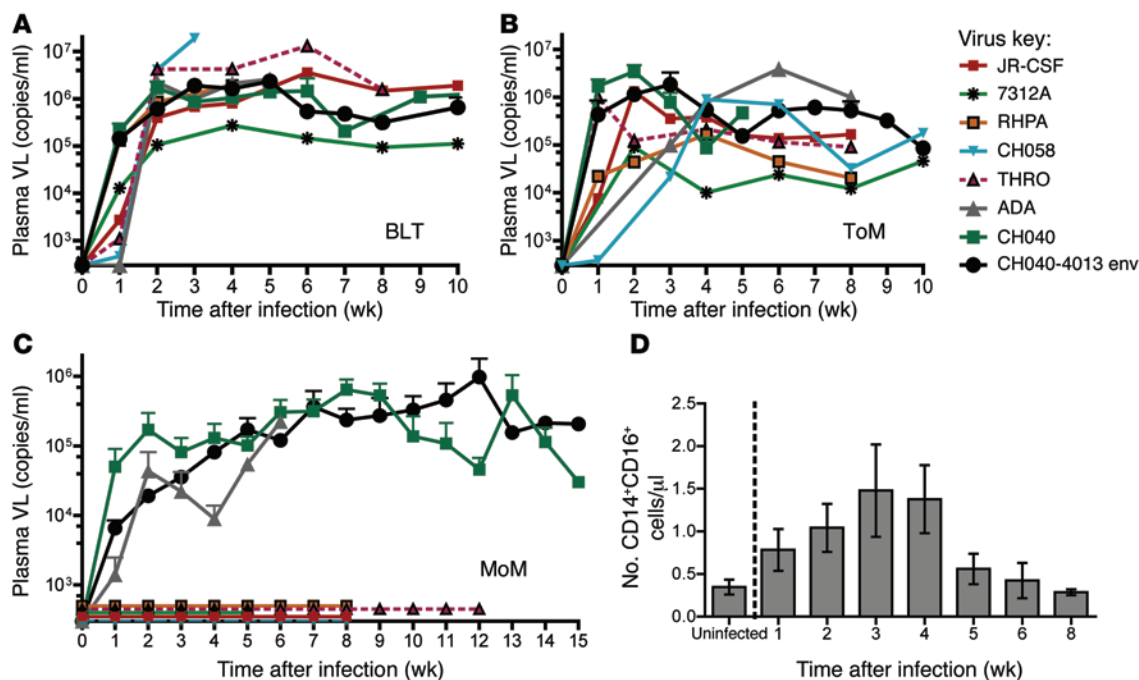 A
Plasma VL (copies/ml)
10⁷
10⁶
10⁵
10⁴
10³
BLT
0 1 2 3 4 5 6 7 8 9 10
Time after infection (wk)
B
Plasma VL (copies/ml)
10⁷
10⁶
10⁵
10⁴
10³
ToM
0 1 2 3 4 5 6 7 8 9 10
Time after infection (wk)
Virus key:
JR-CSF
7312A
RHPA
CH058
THRO
ADA
CH040
CH040-4013 env
C
Plasma VL (copies/ml)
10⁶
10⁵
10⁴
10³
MoM
0 1 2 3 4 5 6 7 8 9 10 11 12 13 14 15
Time after infection (wk)
D
No. CD14⁺CD16⁺
cells/µl
2.5
2.0
1.5
1.0
0.5
0.0
Uninfected 1 2 3 4 5 6 8
Time after infection (wk)